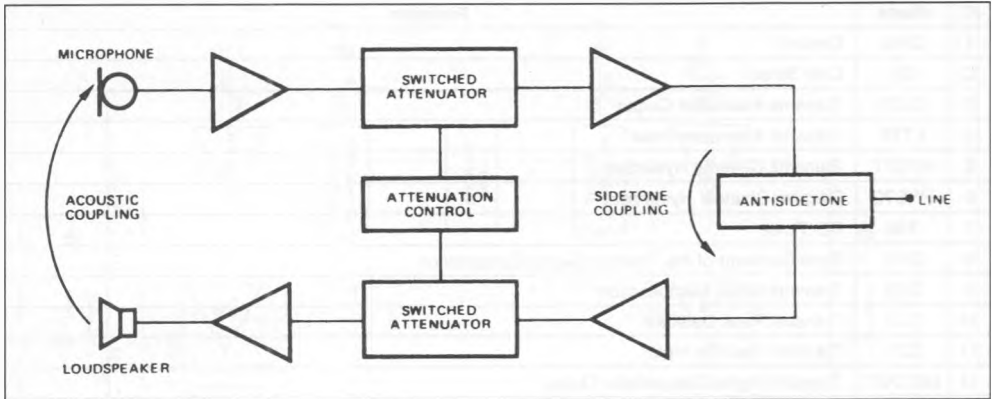 MICROPHONE
SWITCHED
ATTENUATOR
ACOUSTIC
COUPLING
ATTENUATION
CONTROL
SIDETONE
COUPLING
ANTISIDETONE
LINE
SWITCHED
ATTENUATOR
LOUDSPEAKER